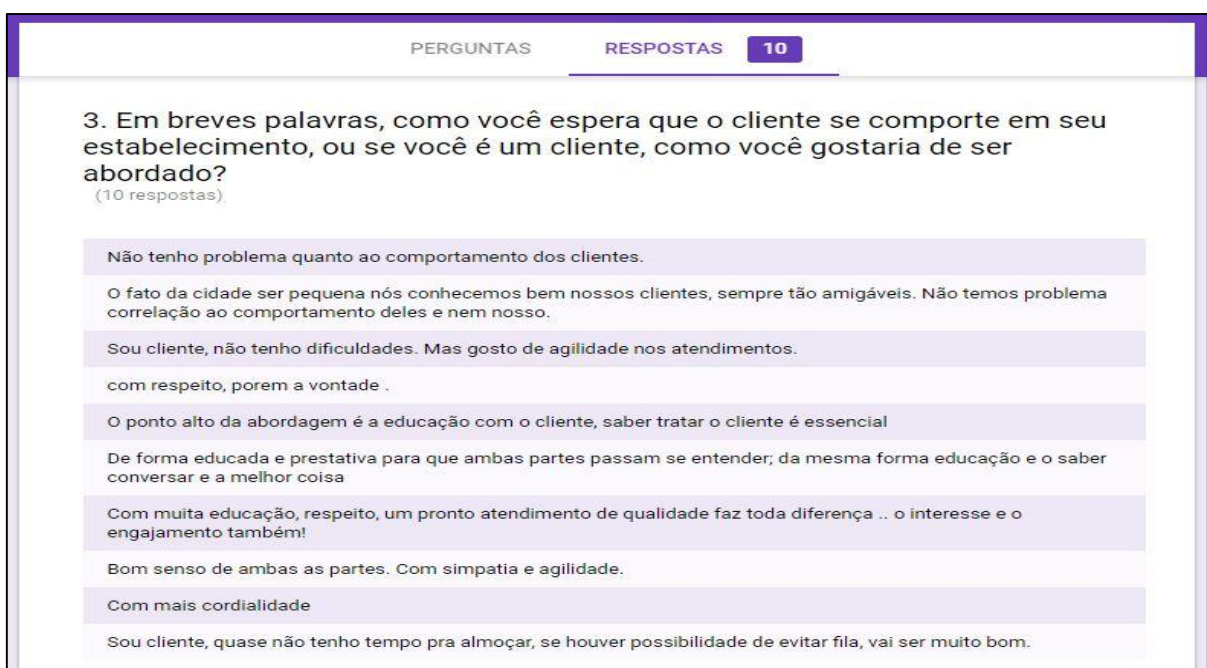 PERGUNTAS RESPOSTAS 10
3. Em breves palavras, como você espera que o cliente se comporte em seu
estabelecimento, ou se você é um cliente, como você gostaria de ser
abordado?
(10 respostas)
Não tenho problema quanto ao comportamento dos clientes.
O fato da cidade ser pequena nós conhecemos bem nossos clientes, sempre tão amigáveis. Não temos problema
correlação ao comportamento deles e nem nosso.
Sou cliente, não tenho dificuldades. Mas gosto de agilidade nos atendimentos.
com respeito, porem a vontade .
O ponto alto da abordagem é a educação com o cliente, saber tratar o cliente é essencial
De forma educada e prestativa para que ambas partes passam se entender; da mesma forma educação e o saber
conversar e a melhor coisa
Com muita educação, respeito, um pronto atendimento de qualidade faz toda diferença .. o interesse e o
engajamento também!
Bom senso de ambas as partes. Com simpatia e agilidade.
Com mais cordialidade
Sou cliente, quase não tenho tempo pra almoçar, se houver possibilidade de evitar fila, vai ser muito bom.